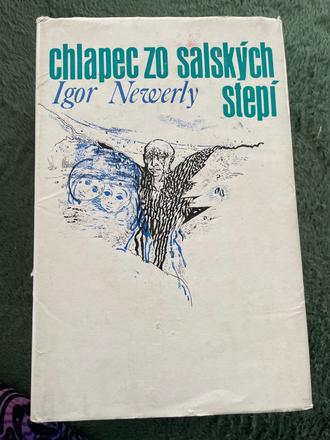 chlapec zo salských
Igor Newerly stepí